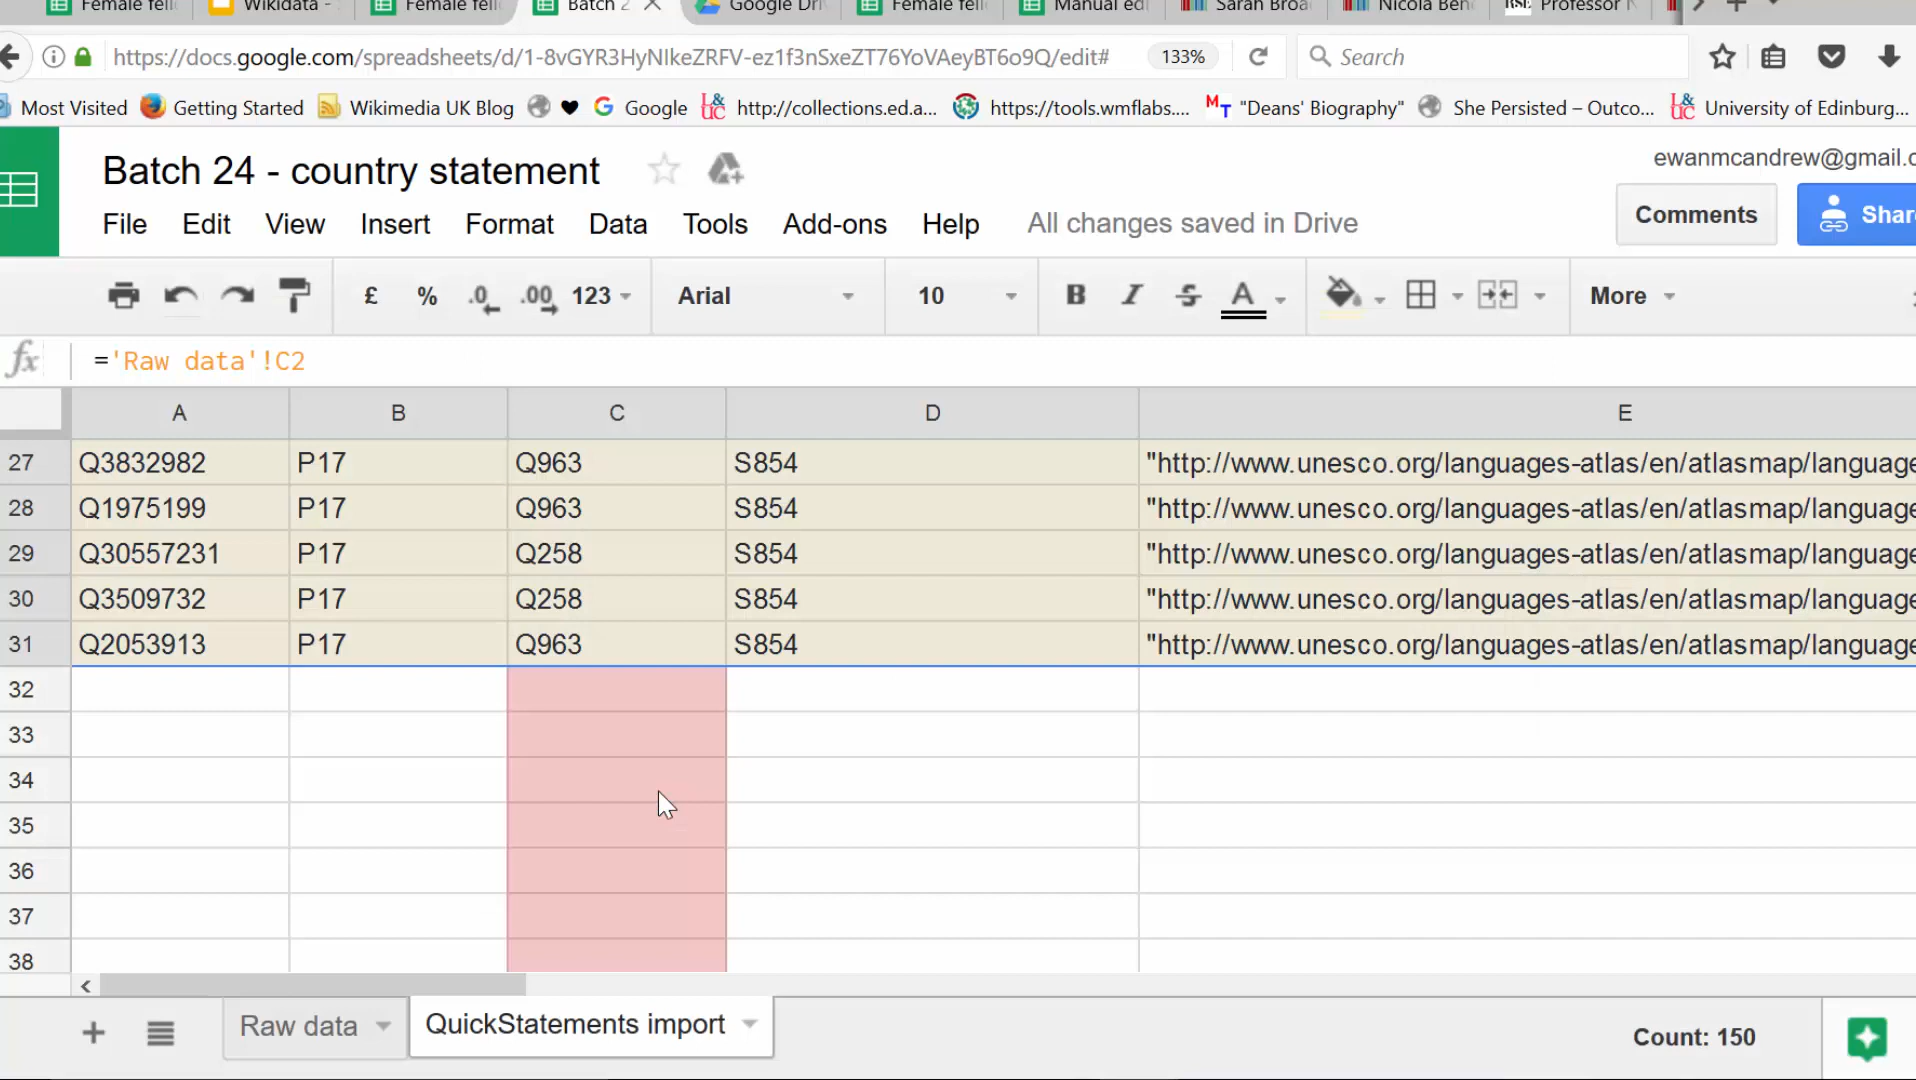 Female fell
Wikidata -
Female fell
Batch 2
Google Driv
Female fell
Manual edi
Sarah Broa
Nicola Bene
RSE
Professor
https://docs.google.com/spreadsheets/d/1-8vGYR3HyNIkeZRFV-ez1f3nSxeZT76YoVAeyBT6o9Q/edit#
133%
Search
Most Visited
Getting Started
Wikimedia UK Blog
Google
http://collections.ed.a...
https://tools.wmflabs....
"Deans' Biography"
She Persisted – Outco...
University of Edinburg...
Batch 24 - country statement
ewanmcandrew@gmail.c
File Edit View Insert Format Data Tools Add-ons Help
All changes saved in Drive
Comments
Shar
£ % .0 .00 123
Arial
10
B I S A
More
fx ='Raw data'!C2
A B C D E
27 Q3832982 P17 Q963 S854 "http://www.unesco.org/languages-atlas/en/atlasmap/language
28 Q1975199 P17 Q963 S854 "http://www.unesco.org/languages-atlas/en/atlasmap/language
29 Q30557231 P17 Q258 S854 "http://www.unesco.org/languages-atlas/en/atlasmap/language
30 Q3509732 P17 Q258 S854 "http://www.unesco.org/languages-atlas/en/atlasmap/language
31 Q2053913 P17 Q963 S854 "http://www.unesco.org/languages-atlas/en/atlasmap/language
32
33
34
35
36
37
38
Raw data
QuickStatements import
Count: 150